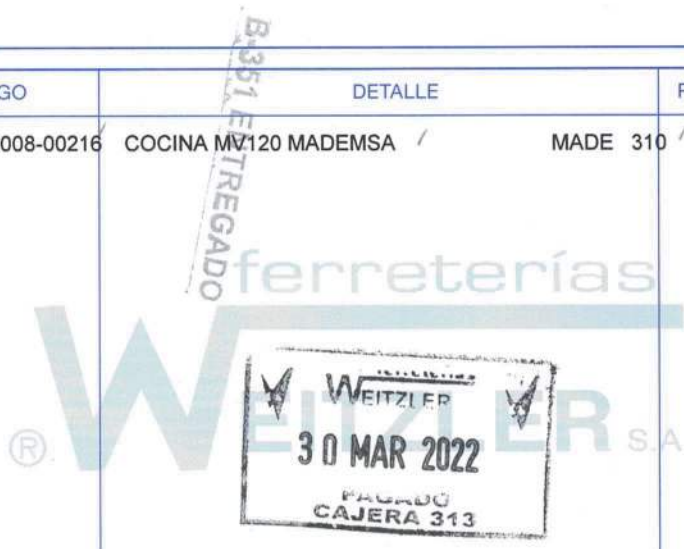 B-351 ENTREGADO
GO DETALLE
008-00216 COCINA MV120 MADEMSA MADE 310
ferreterías
WEITZLER S.A
®
WEITZLER
30 MAR 2022
PAGADO
CAJERA 313